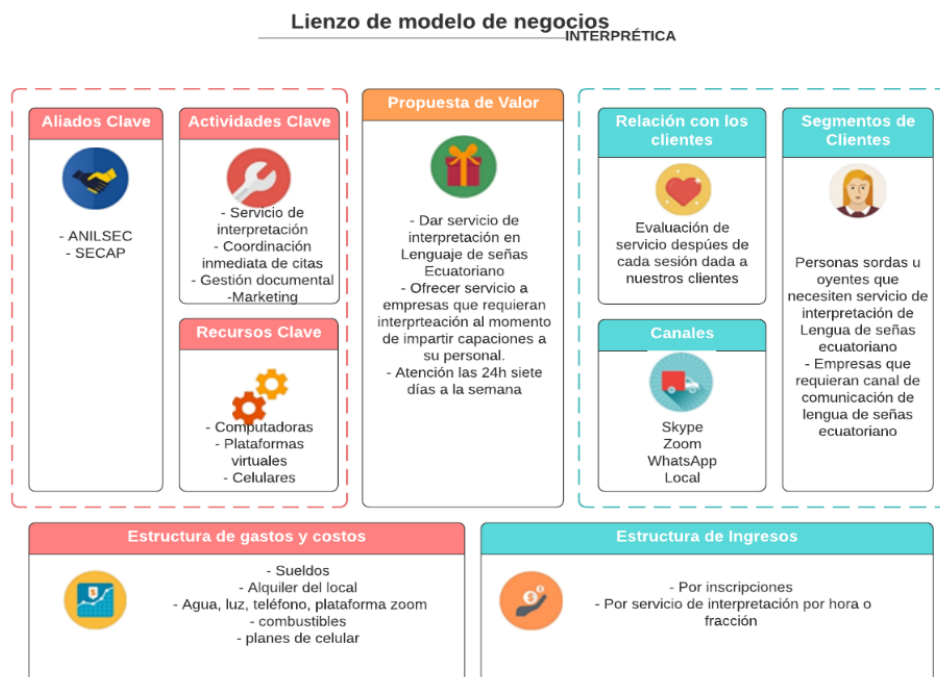 Lienzo de modelo de negocios
INTERPRÉTICA
Aliados Clave
- ANILSEC
- SECAP
Actividades Clave
- Servicio de
interpretación
- Coordinación
inmediata de citas
- Gestión documental
-Marketing
Recursos Clave
- Computadoras
- Plataformas
virtuales
- Celulares
Propuesta de Valor
- Dar servicio de
interpretación en
Lenguaje de señas
Ecuatoriano
- Ofrecer servicio a
empresas que requieran
interprteación al momento
de impartir capaciones a
su personal.
- Atención las 24h siete
días a la semana
Relación con los
clientes
Evaluación de
servicio despúes de
cada sesión dada a
nuestros clientes
Canales
Skype
Zoom
WhatsApp
Local
Segmentos de
Clientes
Personas sordas u
oyentes que
necesiten servicio de
interpretación de
Lengua de señas
ecuatoriano
- Empresas que
requieran canal de
comunicación de
lengua de señas
ecuatoriano
Estructura de gastos y costos
- Sueldos
- Alquiler del local
- Agua, luz, teléfono, plataforma zoom
- combustibles
- planes de celular
Estructura de Ingresos
- Por inscripciones
- Por servicio de interpretación por hora o
fracción